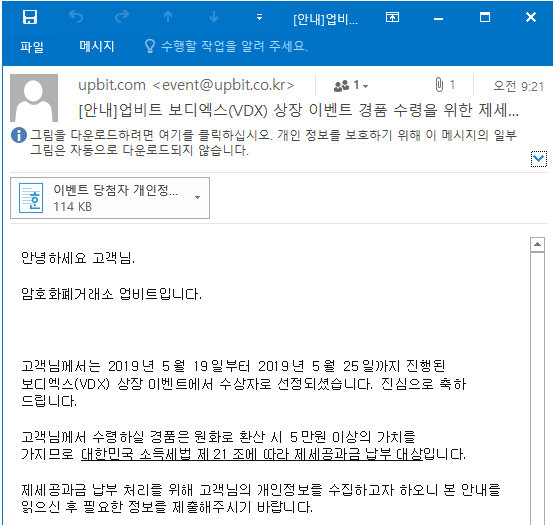 [안내]업비...
파일 메시지 수행할 작업을 알려 주세요.
upbit.com <event@upbit.co.kr> 1 1 오전 9:21
[안내]업비트 보디엑스(VDX) 상장 이벤트 경품 수령을 위한 제세...
그림을 다운로드하려면 여기를 클릭하십시오. 개인 정보를 보호하기 위해 이 메시지의 일부
그림은 자동으로 다운로드되지 않습니다.
이벤트 당첨자 개인정...
114 KB
안녕하세요 고객님.
암호화폐거래소 업비트입니다.
고객님께서는 2019년 5월 19일부터 2019년 5월 25일까지 진행된
보디엑스(VDX) 상장 이벤트에서 수상자로 선정되셨습니다. 진심으로 축하
드립니다.
고객님께서 수령하실 경품은 원화로 환산 시 5만원 이상의 가치를
가지므로 대한민국 소득세법 제21조에 따라 제세공과금 납부 대상입니다.
제세공과금 납부 처리를 위해 고객님의 개인정보를 수집하고자 하오니 본 안내를
읽으신 후 필요한 정보를 제출해주시기 바랍니다.